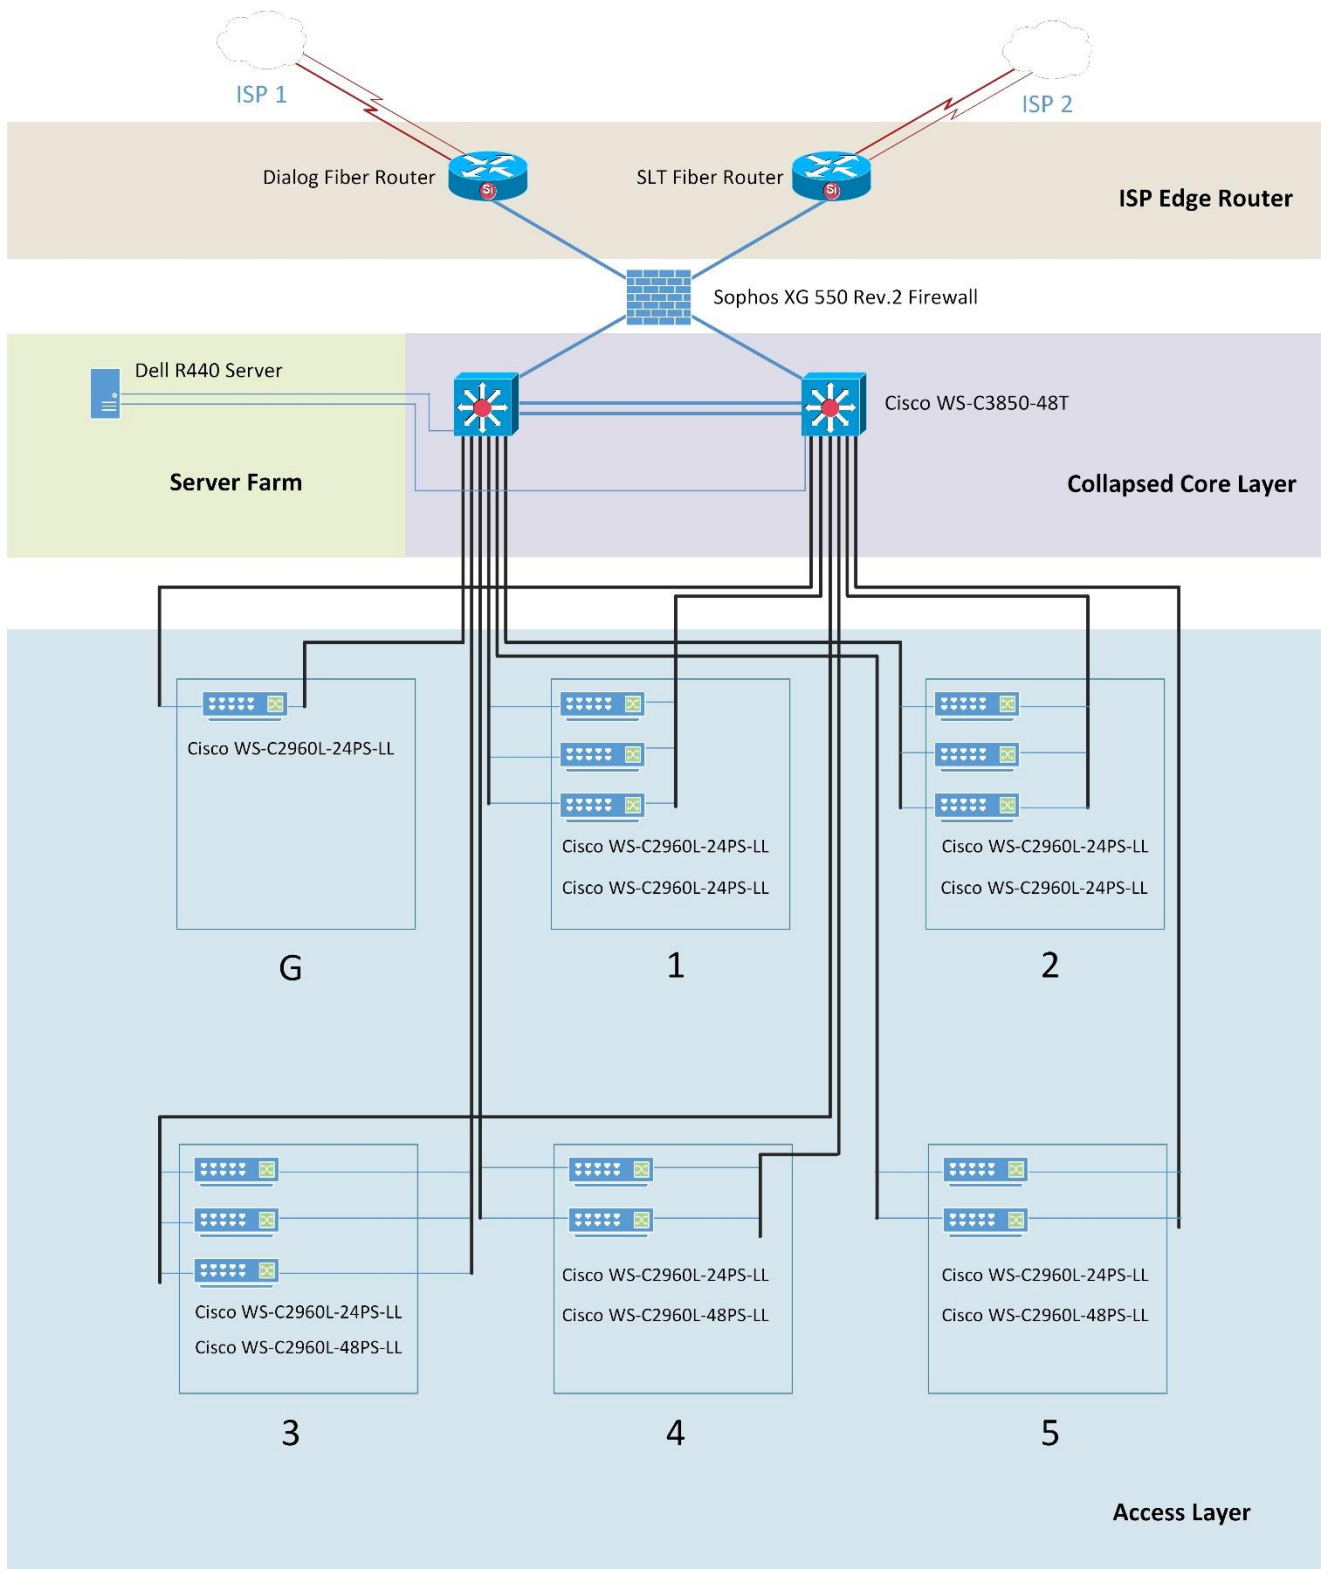 ISP 1
ISP 2
Dialog Fiber Router
Si
SLT Fiber Router
Si
ISP Edge Router
Sophos XG 550 Rev.2 Firewall
Dell R440 Server
Cisco WS-C3850-48T
Server Farm
Collapsed Core Layer
Cisco WS-C2960L-24PS-LL
Cisco WS-C2960L-24PS-LL
Cisco WS-C2960L-24PS-LL
Cisco WS-C2960L-24PS-LL
Cisco WS-C2960L-24PS-LL
G
1
2
Cisco WS-C2960L-24PS-LL
Cisco WS-C2960L-48PS-LL
Cisco WS-C2960L-24PS-LL
Cisco WS-C2960L-48PS-LL
Cisco WS-C2960L-24PS-LL
Cisco WS-C2960L-48PS-LL
3
4
5
Access Layer